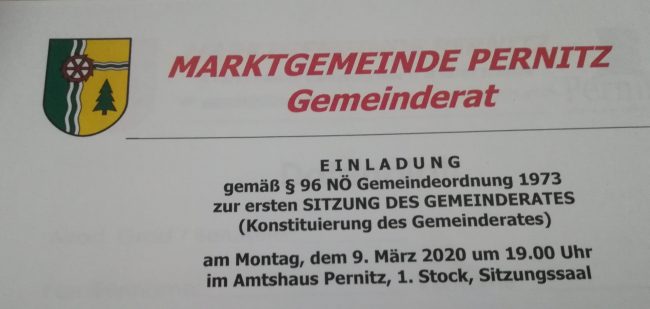 MARKTGEMEINDE PERNITZ
Gemeinderat
EINLADUNG
gemäß § 96 NÖ Gemeindeordnung 1973
zur ersten SITZUNG DES GEMEINDERATES
(Konstituierung des Gemeinderates)
am Montag, dem 9. März 2020 um 19.00 Uhr
im Amtshaus Pernitz, 1. Stock, Sitzungssaal